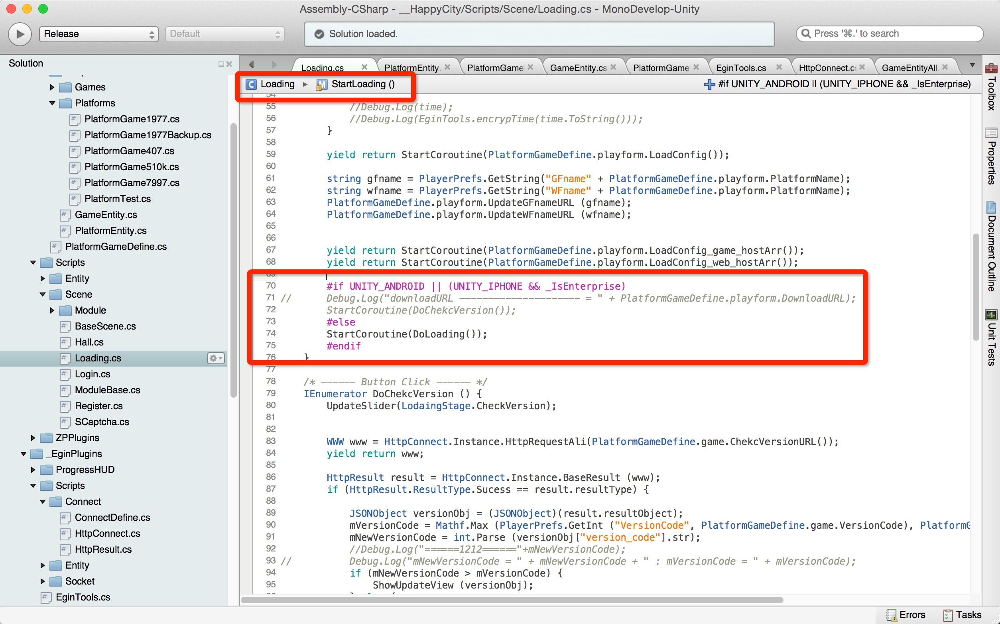 Assembly-CSharp - __HappyCity/Scripts/Scene/Loading.cs - MonoDevelop-Unity
Release
Default
Solution loaded.
Press '⌘.' to search
Solution
Games
Platforms
PlatformGame1977.cs
PlatformGame1977Backup.cs
PlatformGame407.cs
PlatformGame510k.cs
PlatformGame7997.cs
PlatformTest.cs
GameEntity.cs
PlatformEntity.cs
PlatformGameDefine.cs
Scripts
Entity
Scene
Module
BaseScene.cs
Hall.cs
Loading.cs
Login.cs
ModuleBase.cs
Register.cs
SCaptcha.cs
ZPPlugins
_EginPlugins
ProgressHUD
Scripts
Connect
ConnectDefine.cs
HttpConnect.cs
HttpResult.cs
Entity
Socket
EginTools.cs
Loading.cs
PlatformEntity.
PlatformGame
GameEntity.cs
PlatformGame
EginTools.cs
HttpConnect.cs
GameEntityAll.
Loading
StartLoading ()
#if UNITY_ANDROID || (UNITY_IPHONE && _IsEnterprise)
54
55 //Debug.Log(time);
56 //Debug.Log(EginTools.encrypTime(time.ToString()));
57 }
58
59 yield return StartCoroutine(PlatformGameDefine.playform.LoadConfig());
60
61 string gfname = PlayerPrefs.GetString("GFname" + PlatformGameDefine.playform.PlatformName);
62 string wfname = PlayerPrefs.GetString("WFname" + PlatformGameDefine.playform.PlatformName);
63 PlatformGameDefine.playform.UpdateGFnameURL (gfname);
64 PlatformGameDefine.playform.UpdateWFnameURL (wfname);
65
66
67 yield return StartCoroutine(PlatformGameDefine.playform.LoadConfig_game_hostArr());
68 yield return StartCoroutine(PlatformGameDefine.playform.LoadConfig_web_hostArr());
69
70 #if UNITY_ANDROID || (UNITY_IPHONE && _IsEnterprise)
71 // Debug.Log("downloadURL --------------------- = " + PlatformGameDefine.playform.DownloadURL);
72 StartCoroutine(DoChekcVersion());
73 #else
74 StartCoroutine(DoLoading());
75 #endif
76 }
77
78 /* ------ Button Click ------ */
79 IEnumerator DoChekcVersion () {
80 UpdateSlider(LodaingStage.CheckVersion);
81
82
83 WWW www = HttpConnect.Instance.HttpRequestAli(PlatformGameDefine.game.ChekcVersionURL());
84 yield return www;
85
86 HttpResult result = HttpConnect.Instance.BaseResult (www);
87 if (HttpResult.ResultType.Sucess == result.resultType) {
88
89 JSONObject versionObj = (JSONObject)(result.resultObject);
90 mVersionCode = Mathf.Max (PlayerPrefs.GetInt ("VersionCode", PlatformGameDefine.game.VersionCode), PlatformG
91 mNewVersionCode = int.Parse (versionObj["version_code"].str);
92 //Debug.Log("======1212======"+mNewVersionCode);
93 // Debug.Log("mNewVersionCode = " + mNewVersionCode + " : mVersionCode = " + mVersionCode);
94 if (mNewVersionCode > mVersionCode) {
95 ShowUpdateView (versionObj);
Toolbox
Properties
Document Outline
Unit Tests
Errors
Tasks